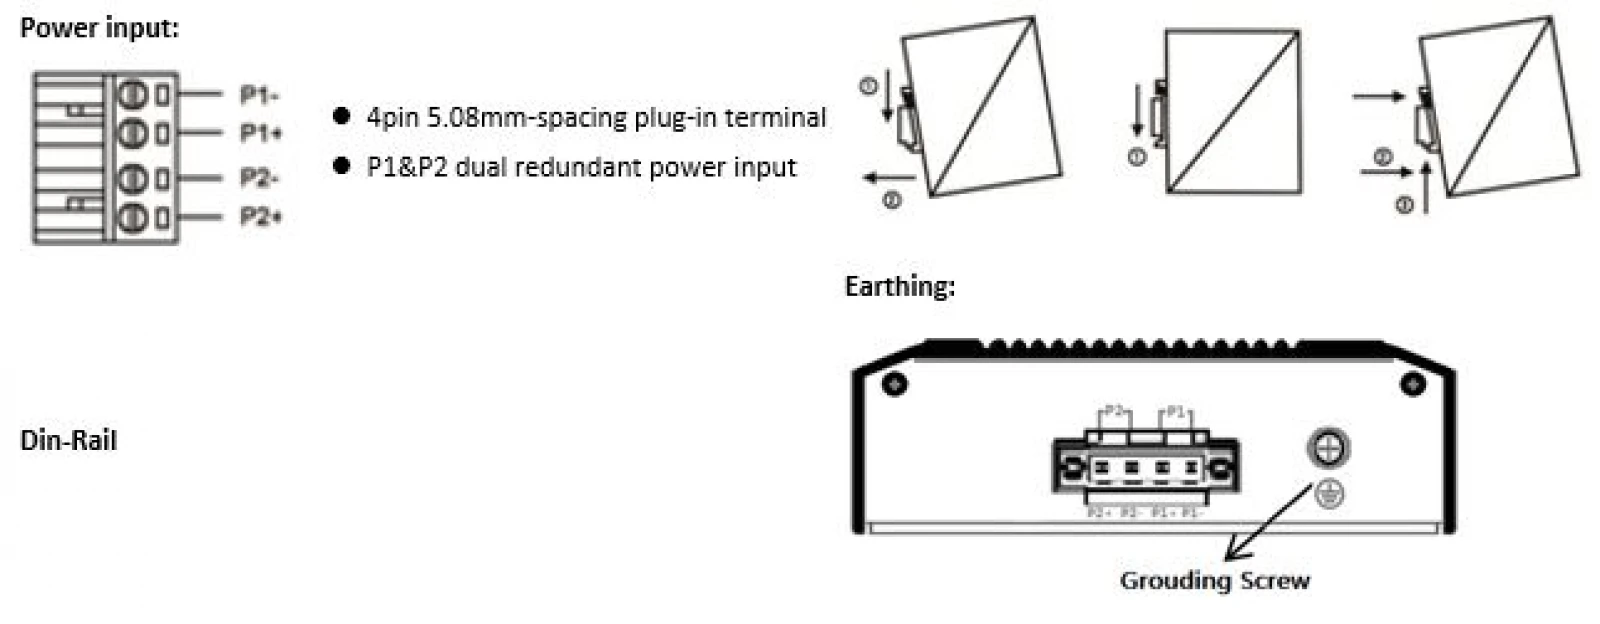 Power input:
P1-
P1+
P2-
P2+
● 4pin 5.08mm-spacing plug-in terminal
● P1&P2 dual redundant power input
①
②
①
②
①
Earthing:
P2 P1
P2+ P2- P1+ P1-
Grouding Screw
Din-Rail